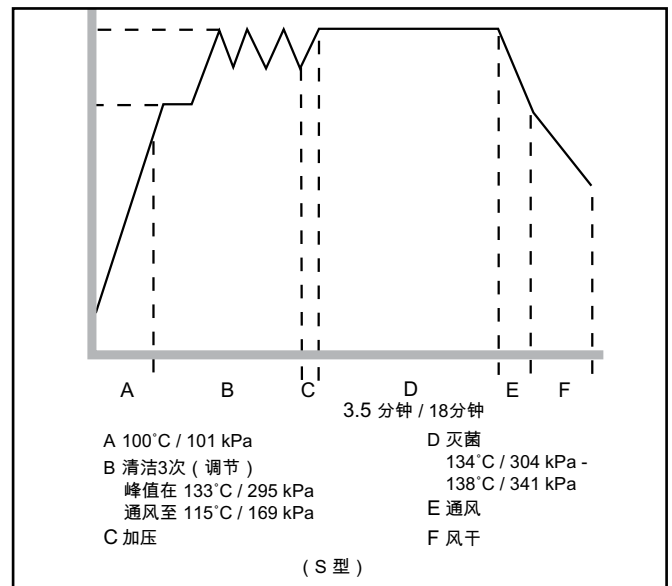 A B C D E F
3.5 分钟 / 18分钟
A 100˚C / 101 kPa
B 清洁3次（调节）
峰值在 133˚C / 295 kPa
通风至 115˚C / 169 kPa
C 加压
D 灭菌
134˚C / 304 kPa -
138˚C / 341 kPa
E 通风
F 风干
（S 型）